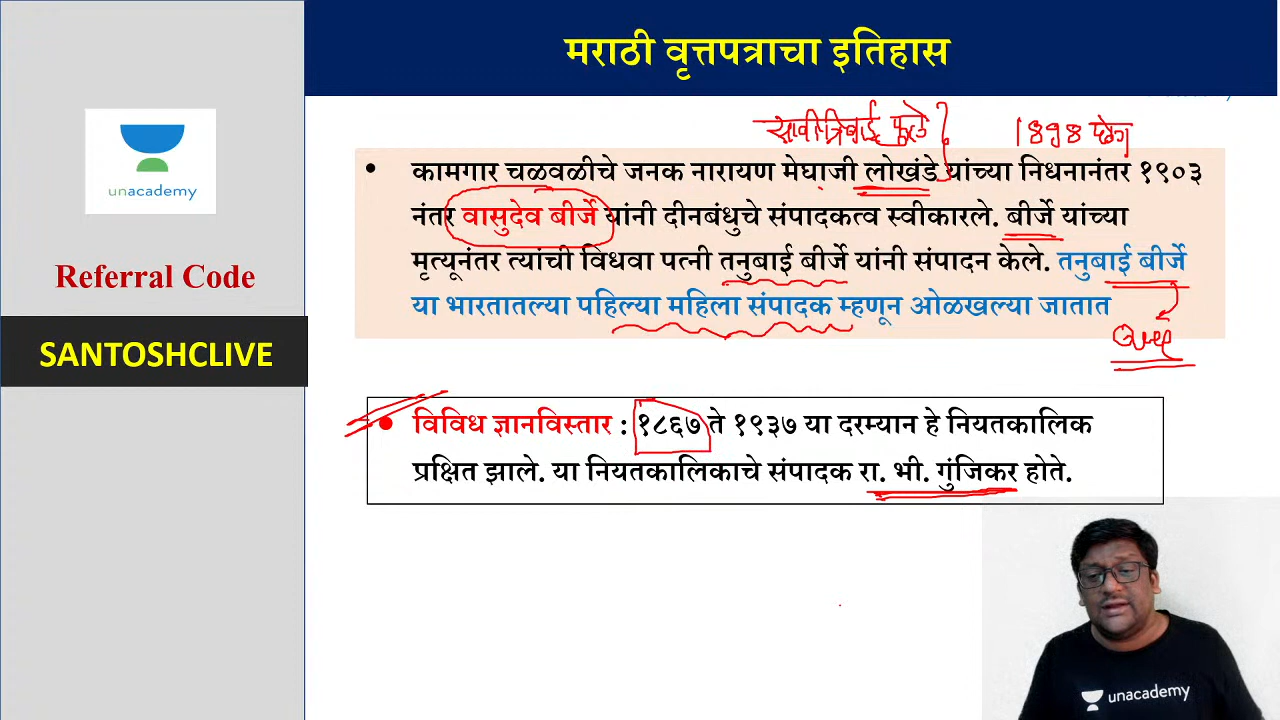 मराठी वृत्तपत्राचा इतिहास
unacademy
Referral Code
SANTOSHCLIVE
सावित्रिबाई फुले
1898 प्लेग
• कामगार चळवळीचे जनक नारायण मेघाजी लोखंडे यांच्या निधनानंतर १९०३
नंतर वासुदेव बीर्जे यांनी दीनबंधुचे संपादकत्व स्वीकारले. बीर्जे यांच्या
मृत्यूनंतर त्यांची विधवा पत्नी तनुबाई बीर्जे यांनी संपादन केले. तनुबाई बीर्जे
या भारतातल्या पहिल्या महिला संपादक म्हणून ओळखल्या जातात
• विविध ज्ञानविस्तार : १८६७ ते १९३७ या दरम्यान हे नियतकालिक
प्रक्षित झाले. या नियतकालिकाचे संपादक रा. भी. गुंजिकर होते.
unacademy